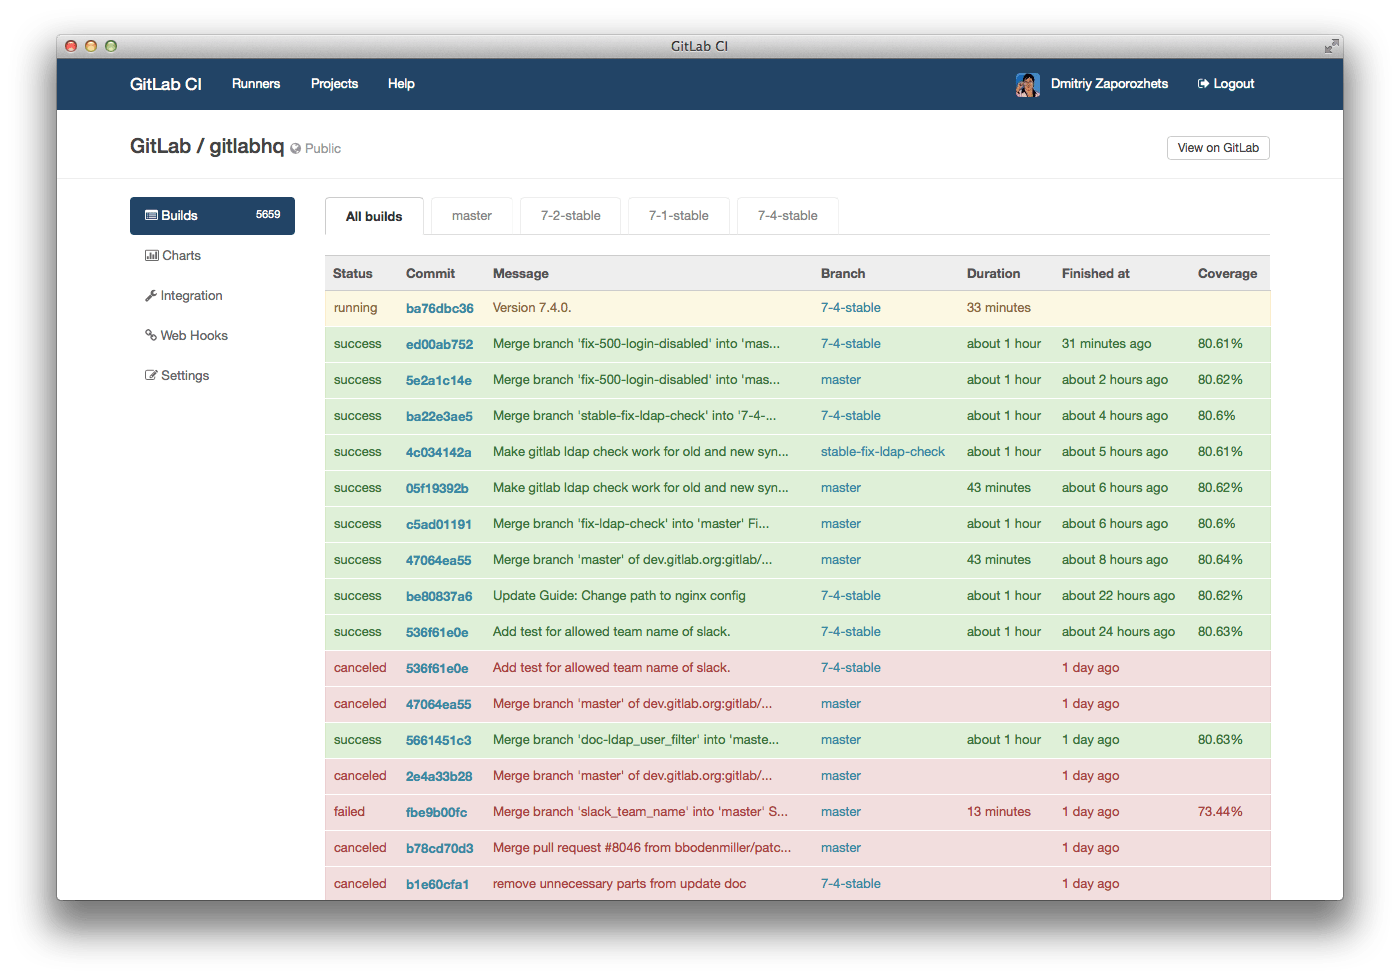 GitLab CI
GitLab CI Runners Projects Help Dmitriy Zaporozhets Logout
GitLab / gitlabhq Public View on GitLab
Builds 5659
Charts
Integration
Web Hooks
Settings
All builds master 7-2-stable 7-1-stable 7-4-stable
Status Commit Message Branch Duration Finished at Coverage
running ba76dbc36 Version 7.4.0. 7-4-stable 33 minutes
success ed00ab752 Merge branch 'fix-500-login-disabled' into 'mas... 7-4-stable about 1 hour 31 minutes ago 80.61%
success 5e2a1c14e Merge branch 'fix-500-login-disabled' into 'mas... master about 1 hour about 2 hours ago 80.62%
success ba22e3ae5 Merge branch 'stable-fix-ldap-check' into '7-4-... 7-4-stable about 1 hour about 4 hours ago 80.6%
success 4c034142a Make gitlab ldap check work for old and new syn... stable-fix-ldap-check about 1 hour about 5 hours ago 80.61%
success 05f19392b Make gitlab ldap check work for old and new syn... master 43 minutes about 6 hours ago 80.62%
success c5ad01191 Merge branch 'fix-ldap-check' into 'master' Fi... master about 1 hour about 6 hours ago 80.6%
success 47064ea55 Merge branch 'master' of dev.gitlab.org:gitlab/... master 43 minutes about 8 hours ago 80.64%
success be80837a6 Update Guide: Change path to nginx config 7-4-stable about 1 hour about 22 hours ago 80.62%
success 536f61e0e Add test for allowed team name of slack. 7-4-stable about 1 hour about 24 hours ago 80.63%
canceled 536f61e0e Add test for allowed team name of slack. 7-4-stable 1 day ago
canceled 47064ea55 Merge branch 'master' of dev.gitlab.org:gitlab/... master 1 day ago
success 5661451c3 Merge branch 'doc-ldap_user_filter' into 'maste... master about 1 hour 1 day ago 80.63%
canceled 2e4a33b28 Merge branch 'master' of dev.gitlab.org:gitlab/... master 1 day ago
failed fbe9b00fc Merge branch 'slack_team_name' into 'master' S... master 13 minutes 1 day ago 73.44%
canceled b78cd70d3 Merge pull request #8046 from bbodenmiller/patc... master 1 day ago
canceled b1e60cfa1 remove unnecessary parts from update doc 7-4-stable 1 day ago